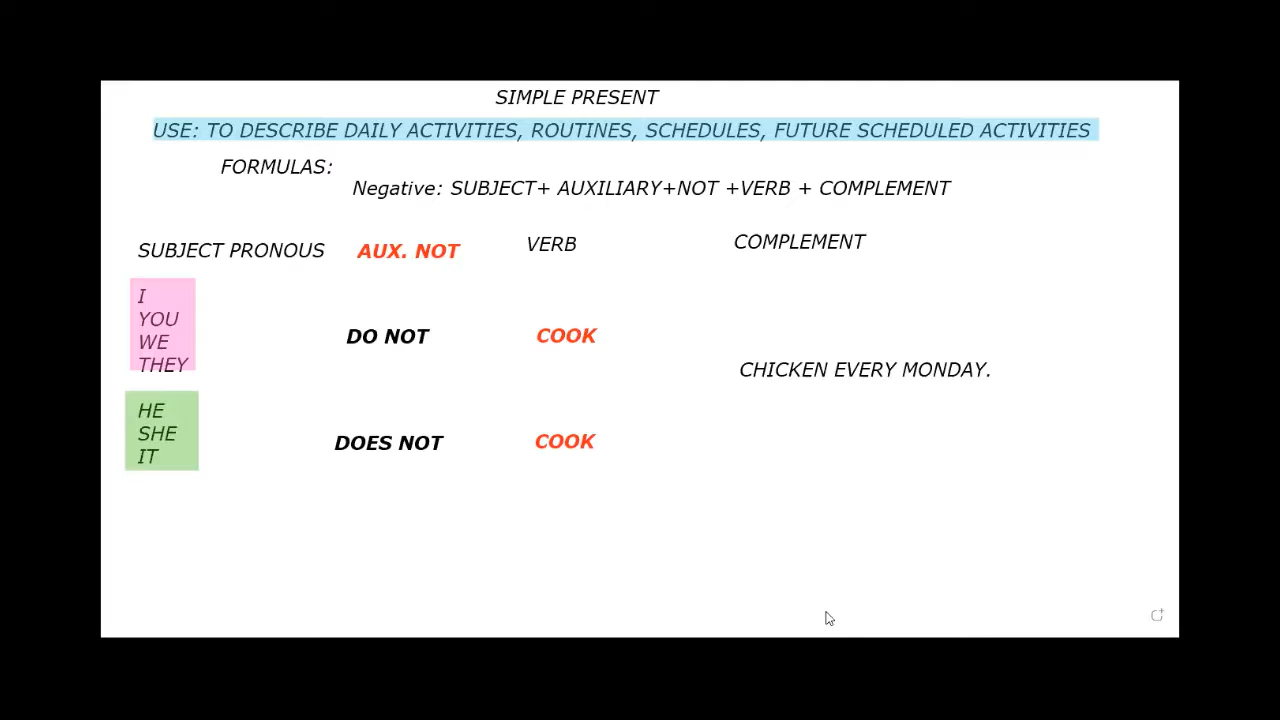 SIMPLE PRESENT
USE: TO DESCRIBE DAILY ACTIVITIES, ROUTINES, SCHEDULES, FUTURE SCHEDULED ACTIVITIES
FORMULAS:
Negative: SUBJECT+ AUXILIARY+NOT +VERB + COMPLEMENT
SUBJECT PRONOUS AUX. NOT VERB COMPLEMENT
I
YOU
WE
THEY
DO NOT COOK
CHICKEN EVERY MONDAY.
HE
SHE
IT
DOES NOT COOK